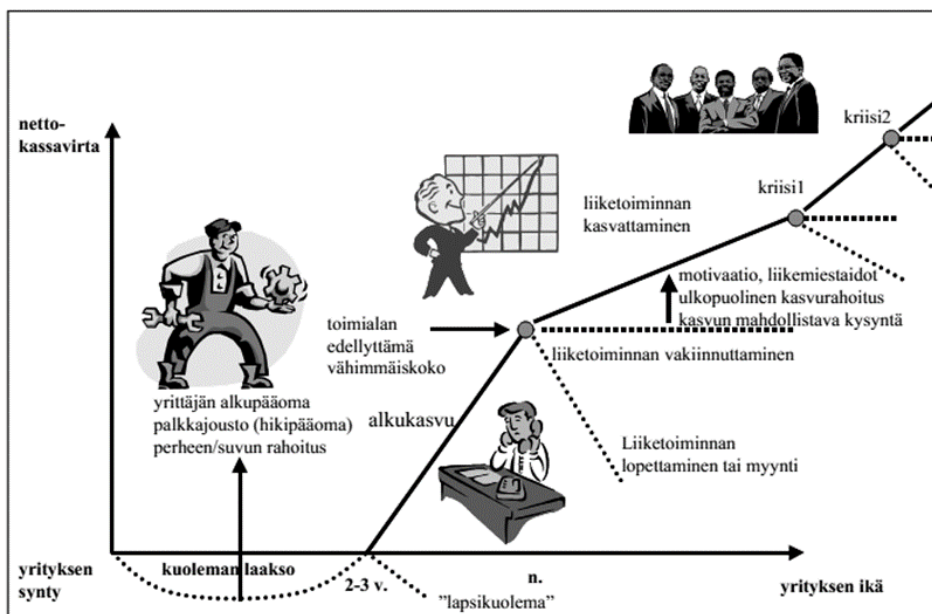 netto-
kassavirta
kriisi2
kriisi1
liiketoiminnan
kasvattaminen
motivaatio, liikemiestaidot
ulkopuolinen kasvurahoitus
kasvun mahdollistava kysyntä
toimialan
edellyttämä
vähimmäiskoko
liiketoiminnan vakiinnuttaminen
yrittäjän alkupääoma
palkkajousto (hikipääoma)
perheen/suvun rahoitus
alkukasvu
Liiketoiminnan
lopettaminen tai myynti
yrityksen
synty
kuoleman laakso
2-3 v.
n.
"lapsikuolema"
yrityksen ikä